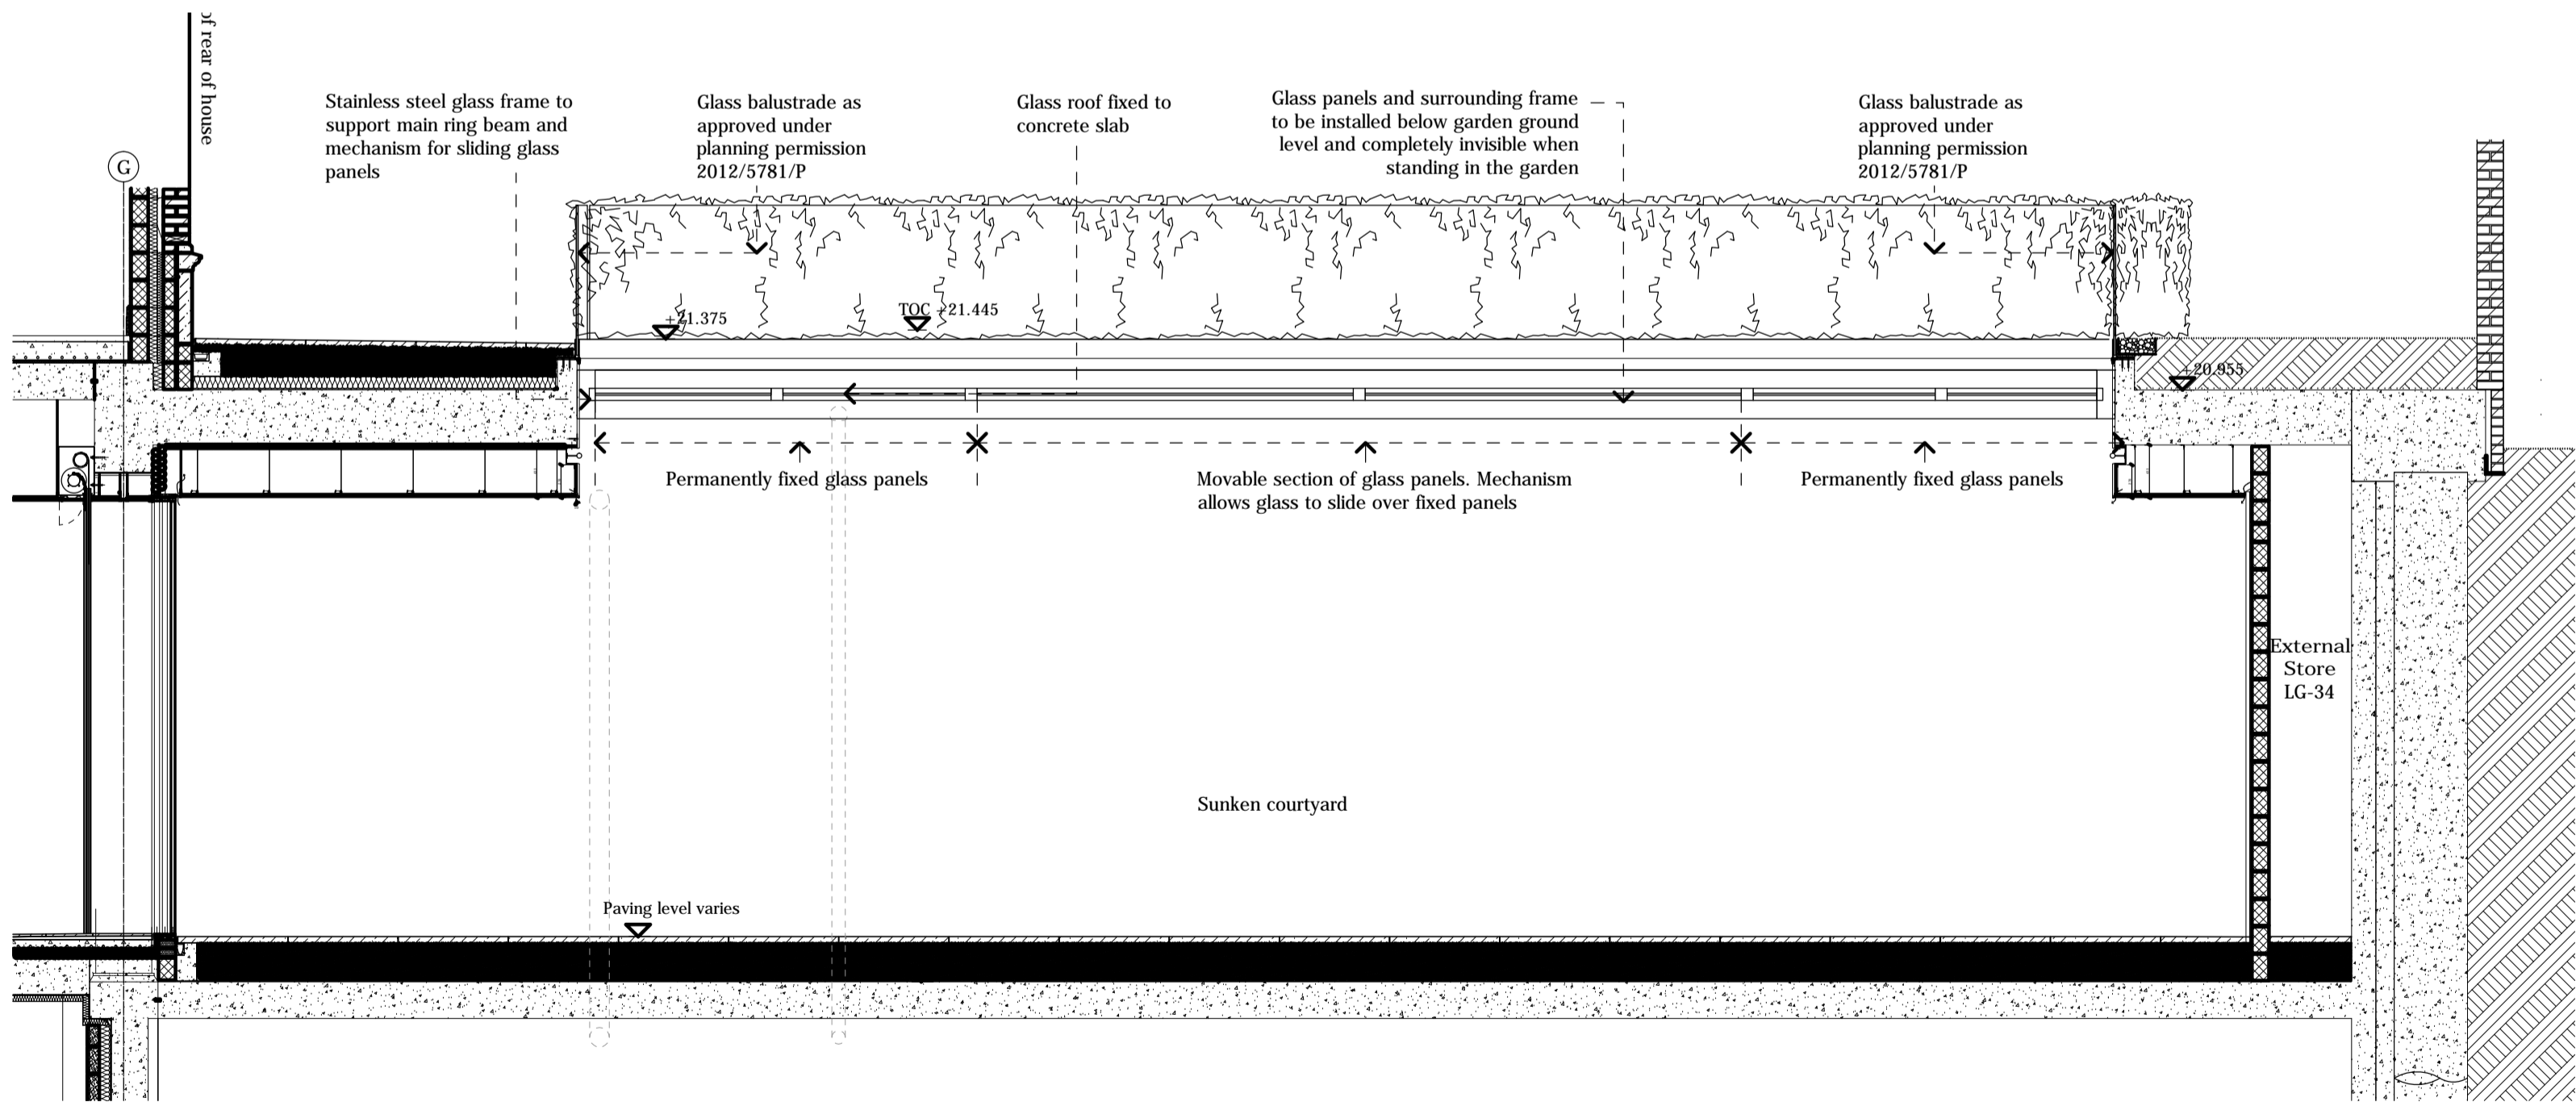 of rear of house
G
Stainless steel glass frame to
support main ring beam and
mechanism for sliding glass
panels
Glass balustrade as
approved under
planning permission
2012/5781/P
Glass roof fixed to
concrete slab
Glass panels and surrounding frame
to be installed below garden ground
level and completely invisible when
standing in the garden
Glass balustrade as
approved under
planning permission
2012/5781/P
+21.375
TOC +21.445
+20.955
Permanently fixed glass panels
Movable section of glass panels. Mechanism
allows glass to slide over fixed panels
Permanently fixed glass panels
External
Store
LG-34
Sunken courtyard
Paving level varies